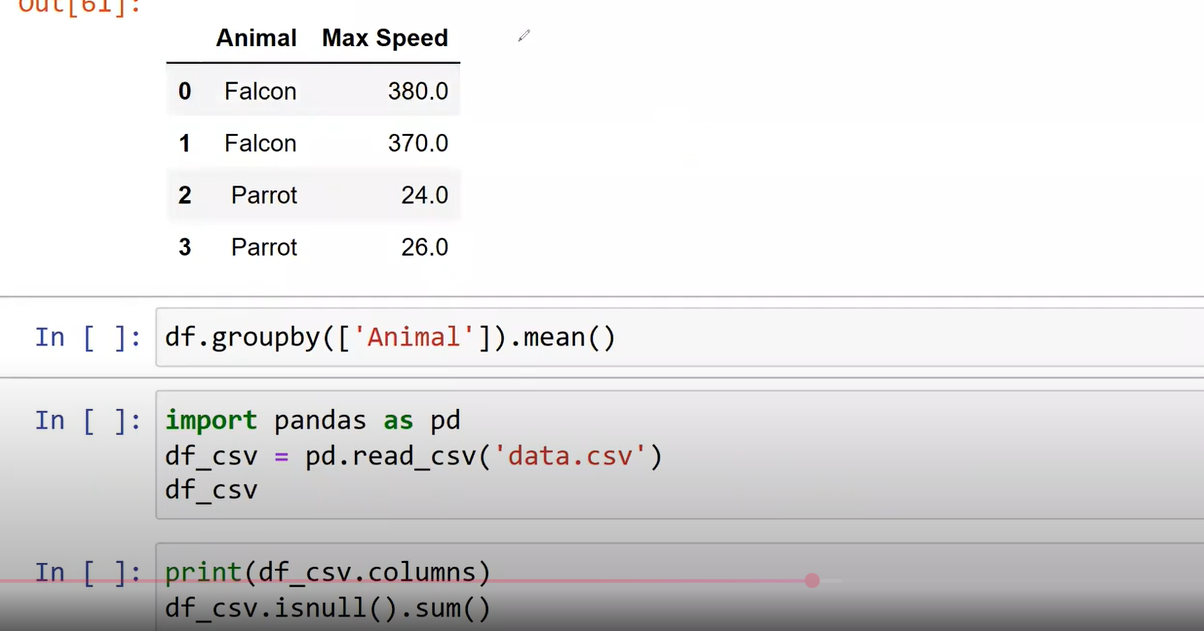 Out[61]:
Animal Max Speed
0 Falcon 380.0
1 Falcon 370.0
2 Parrot 24.0
3 Parrot 26.0
In [ ]: df.groupby(['Animal']).mean()
In [ ]: import pandas as pd
df_csv = pd.read_csv('data.csv')
df_csv
In [ ]: print(df_csv.columns)
df_csv.isnull().sum()